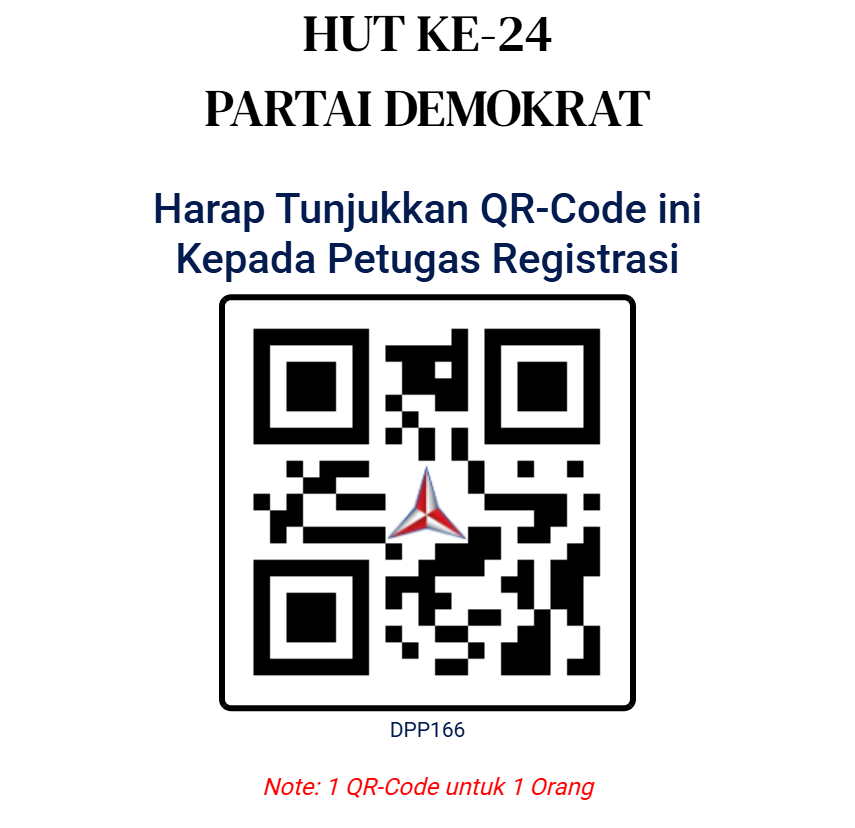 HUT KE-24
PARTAI DEMOKRAT
Harap Tunjukkan QR-Code ini
Kepada Petugas Registrasi
DPP166
Note: 1 QR-Code untuk 1 Orang